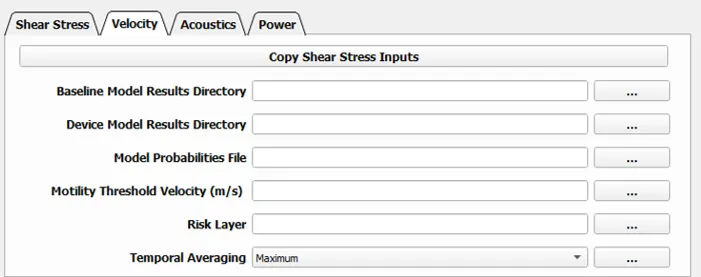 Shear Stress Velocity Acoustics Power
Copy Shear Stress Inputs
Baseline Model Results Directory ...
Device Model Results Directory ...
Model Probabilities File ...
Motility Threshold Velocity (m/s) ...
Risk Layer ...
Temporal Averaging Maximum ...